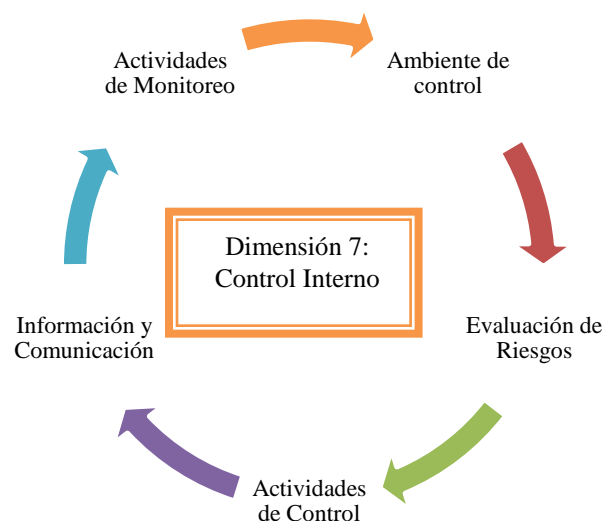 Actividades
de Monitoreo
Ambiente de
control
Dimensión 7:
Control Interno
Información y
Comunicación
Evaluación de
Riesgos
Actividades
de Control